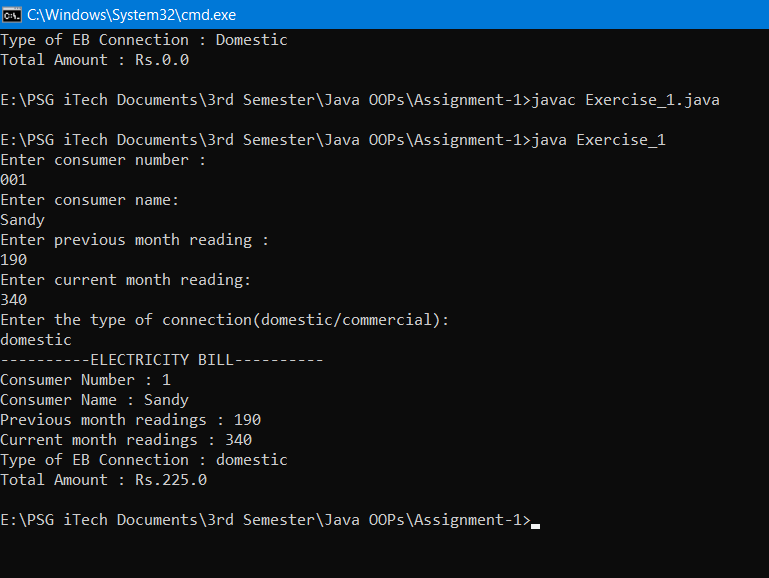 C:\Windows\System32\cmd.exe
Type of EB Connection : Domestic
Total Amount : Rs.0.0
E:\PSG iTech Documents\3rd Semester\Java OOPs\Assignment-1>javac Exercise_1.java
E:\PSG iTech Documents\3rd Semester\Java OOPs\Assignment-1>java Exercise_1
Enter consumer number :
001
Enter consumer name:
Sandy
Enter previous month reading :
190
Enter current month reading:
340
Enter the type of connection(domestic/commercial):
domestic
----------ELECTRICITY BILL----------
Consumer Number : 1
Consumer Name : Sandy
Previous month readings : 190
Current month readings : 340
Type of EB Connection : domestic
Total Amount : Rs.225.0
E:\PSG iTech Documents\3rd Semester\Java OOPs\Assignment-1>